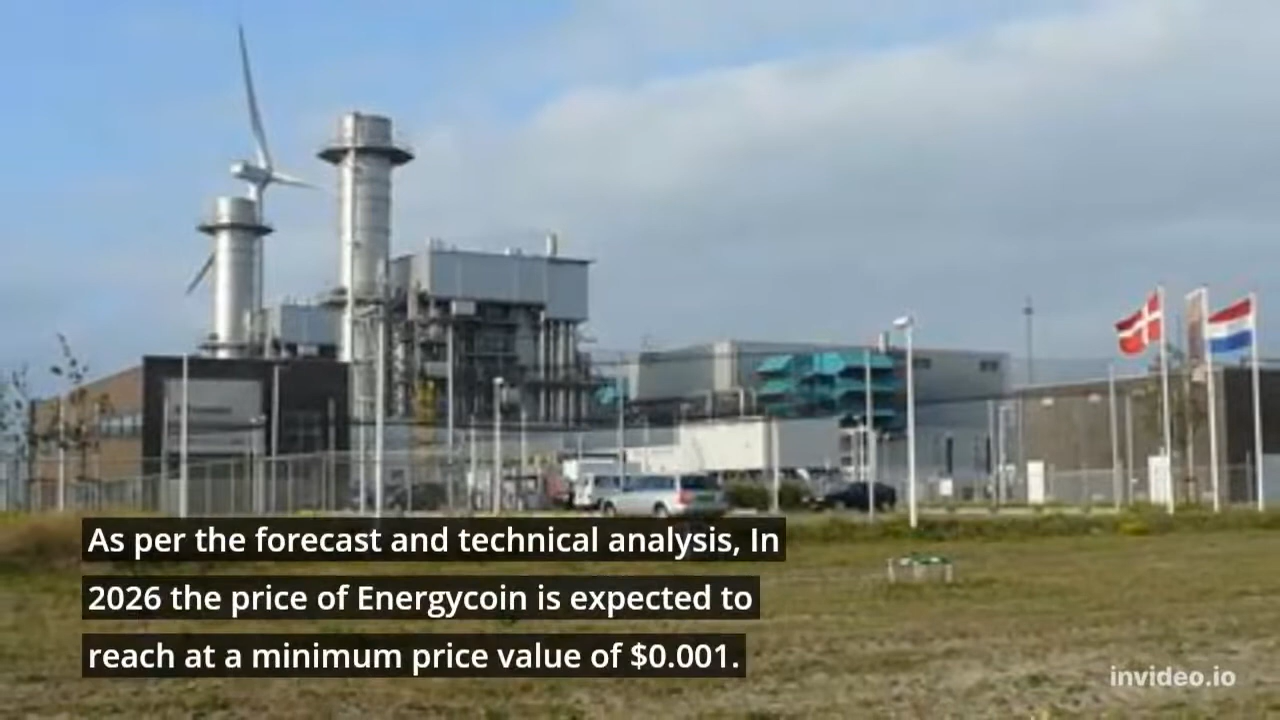 As per the forecast and technical analysis, In
2026 the price of Energycoin is expected to
reach at a minimum price value of $0.001.
invideo.io